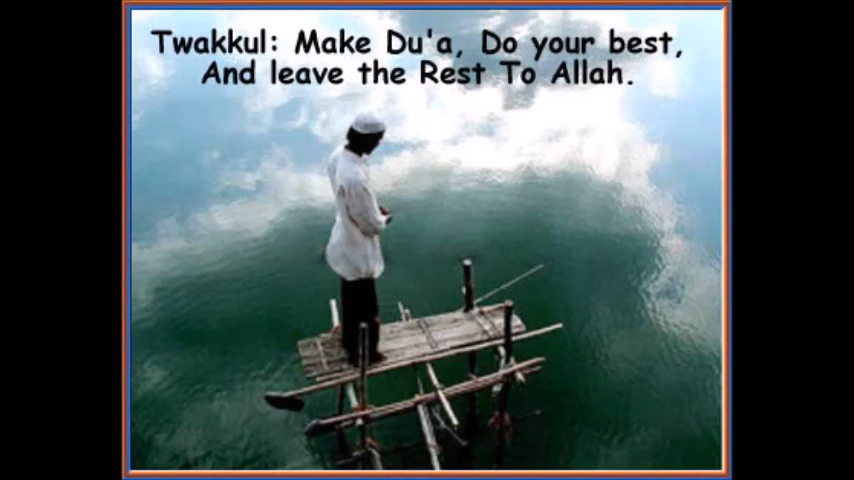 Twakkul: Make Du'a, Do your best,
And leave the Rest To Allah.